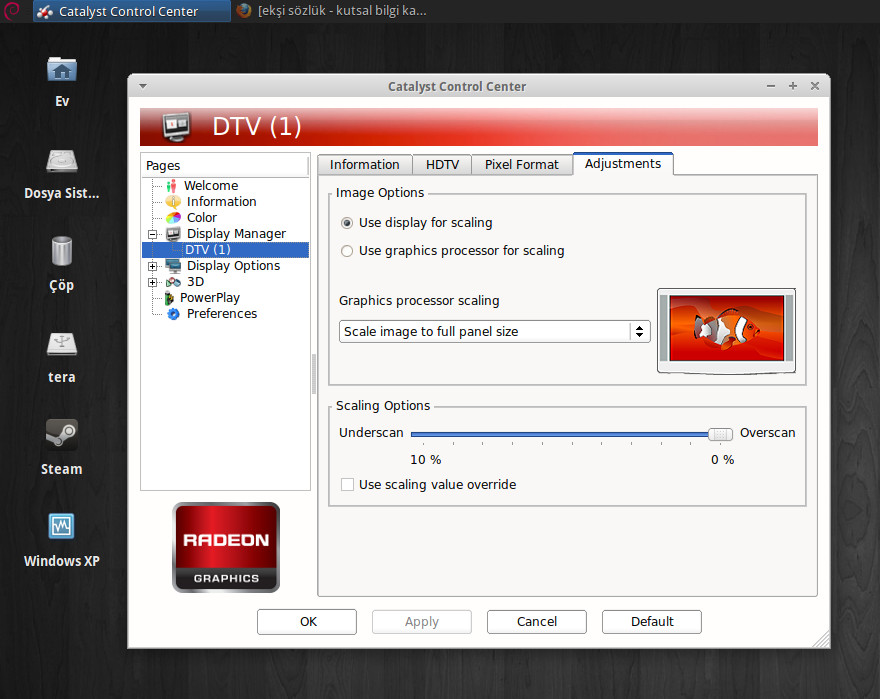 Catalyst Control Center
[ekşi sözlük - kutsal bilgi ka...
Ev
Dosya Sist...
Çöp
tera
Steam
Windows XP
Catalyst Control Center
DTV (1)
Pages
Welcome
Information
Color
Display Manager
DTV (1)
Display Options
3D
PowerPlay
Preferences
RADEON
GRAPHICS
Information HDTV Pixel Format Adjustments
Image Options
Use display for scaling
Use graphics processor for scaling
Graphics processor scaling
Scale image to full panel size
Scaling Options
Underscan Overscan
10 % 0 %
Use scaling value override
OK Apply Cancel Default